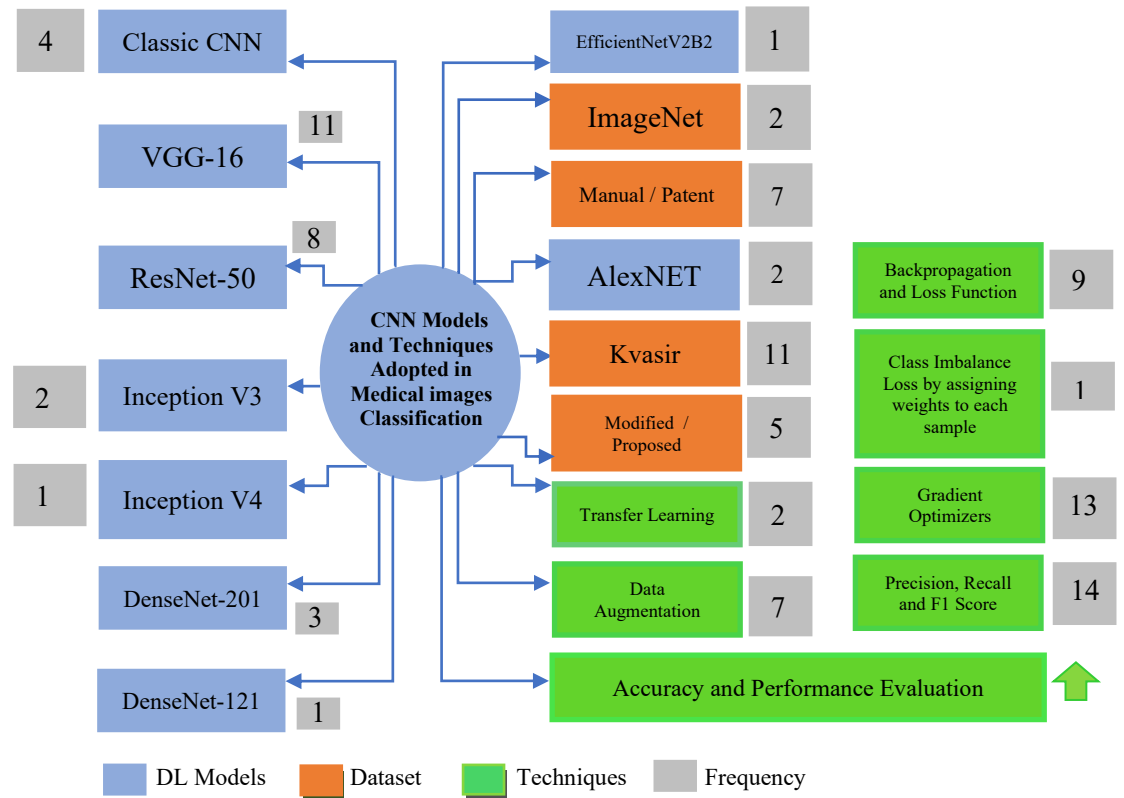 4
Classic CNN
11
VGG-16
8
ResNet-50
2
Inception V3
1
Inception V4
DenseNet-201
3
DenseNet-121
1
CNN Models
and Techniques
Adopted in
Medical images
Classification
EfficientNetV2B2
1
ImageNet
2
Manual / Patent
7
AlexNET
2
Kvasir
11
Modified /
Proposed
5
Transfer Learning
2
Data
Augmentation
7
Backpropagation
and Loss Function
9
Class Imbalance
Loss by assigning
weights to each
sample
1
Gradient
Optimizers
13
Precision, Recall
and F1 Score
14
Accuracy and Performance Evaluation
DL Models
Dataset
Techniques
Frequency